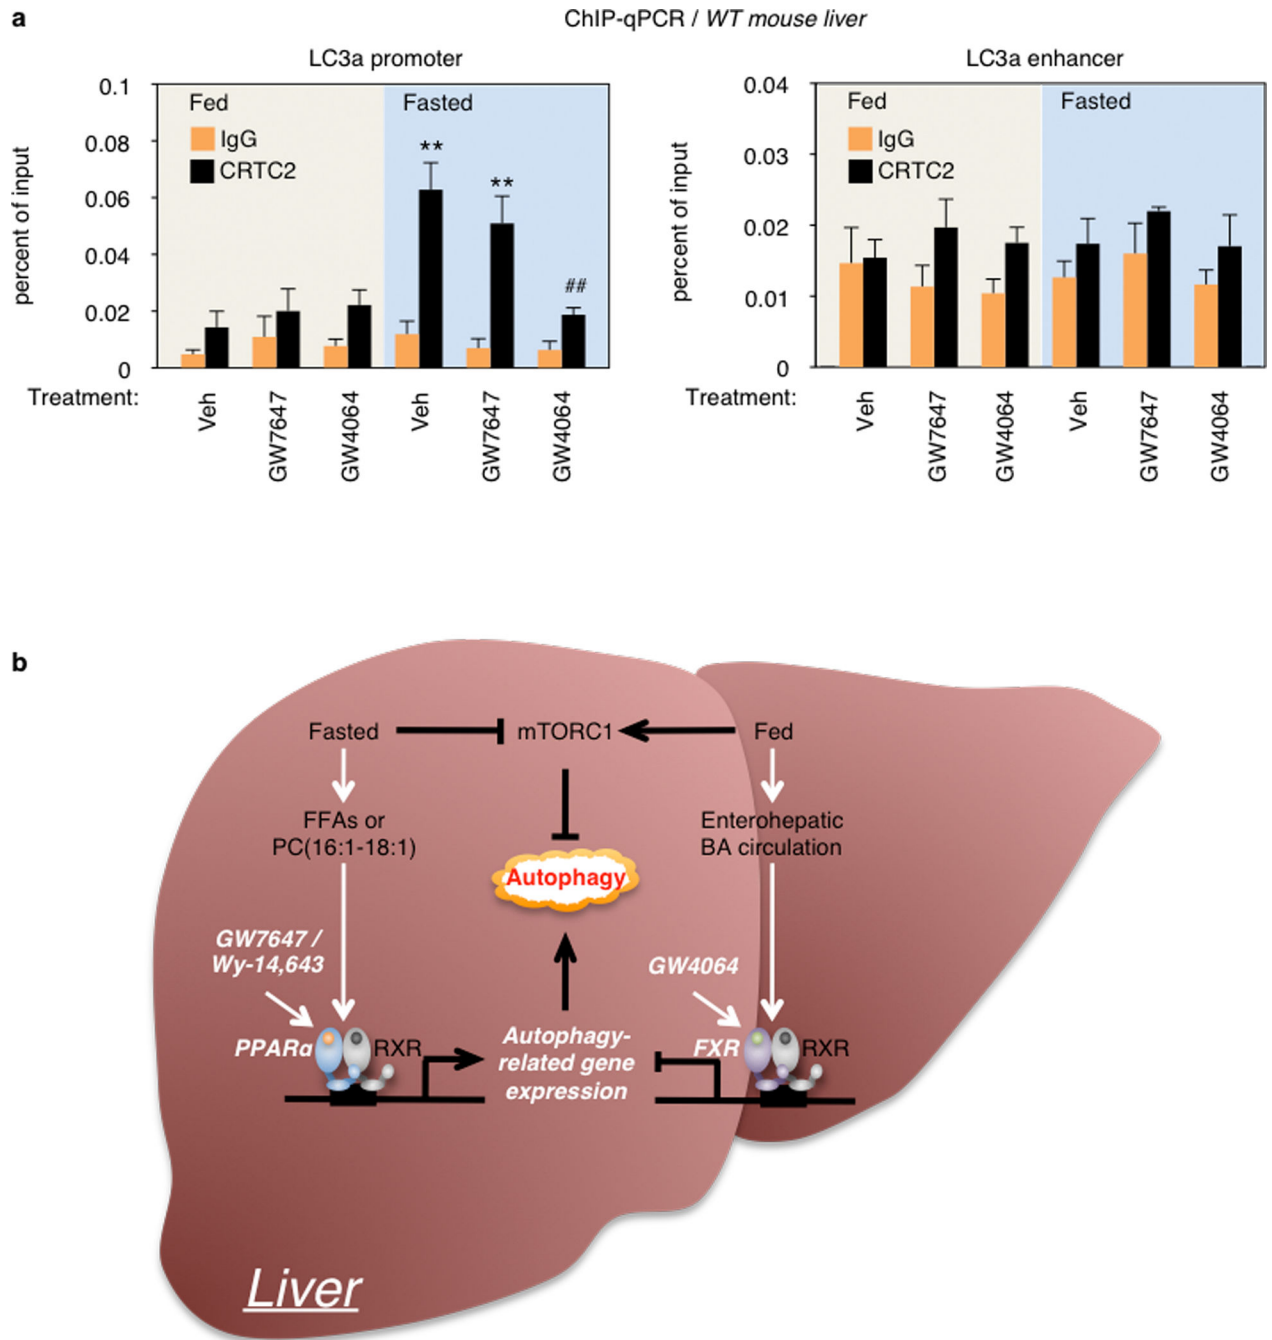 a
ChIP-qPCR / WT mouse liver
LC3a promoter
percent of input
0.1
0.08
0.06
0.04
0.02
0
Fed
IgG
CRTC2
Fasted
**
**
##
Treatment:
Veh
GW7647
GW4064
Veh
GW7647
GW4064
LC3a enhancer
percent of input
0.04
0.03
0.02
0.01
0
Fed
IgG
CRTC2
Fasted
Treatment:
Veh
GW7647
GW4064
Veh
GW7647
GW4064
b
Fasted
mTORC1
Fed
FFAs or
PC(16:1-18:1)
Enterohepatic
BA circulation
Autophagy
GW7647 /
Wy-14,643
GW4064
PPARα
RXR
Autophagy-
related gene
expression
FXR
RXR
Liver